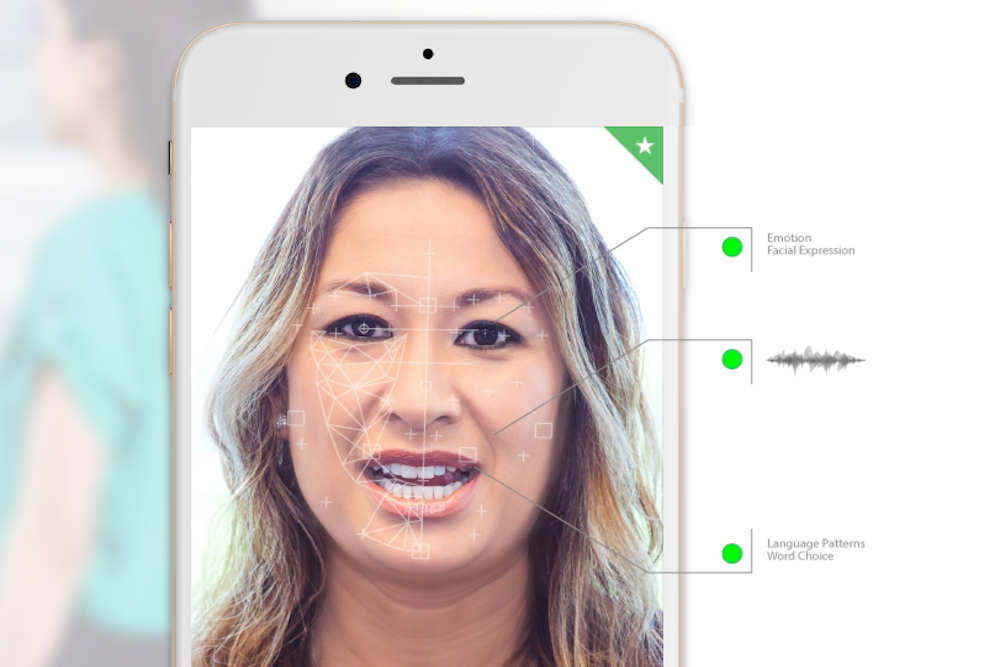 Emotion
Facial Expression
Language Patterns
Word Choice